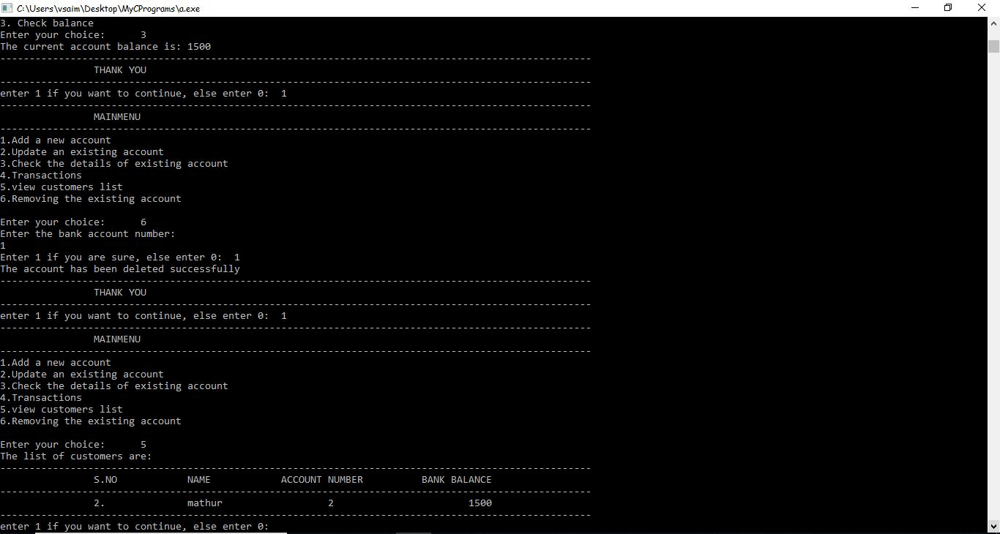 C:\Users\vsaim\Desktop\MyCPrograms\a.exe
3. Check balance
Enter your choice:      3
The current account balance is: 1500
-----------------------------------------------------------------------------------------------------
                THANK YOU
-----------------------------------------------------------------------------------------------------
enter 1 if you want to continue, else enter 0:  1
-----------------------------------------------------------------------------------------------------
                MAINMENU
-----------------------------------------------------------------------------------------------------
1.Add a new account
2.Update an existing account
3.Check the details of existing account
4.Transactions
5.view customers list
6.Removing the existing account

Enter your choice:      6
Enter the bank account number:
1
Enter 1 if you are sure, else enter 0:  1
The account has been deleted successfully
-----------------------------------------------------------------------------------------------------
                THANK YOU
-----------------------------------------------------------------------------------------------------
enter 1 if you want to continue, else enter 0:  1
-----------------------------------------------------------------------------------------------------
                MAINMENU
-----------------------------------------------------------------------------------------------------
1.Add a new account
2.Update an existing account
3.Check the details of existing account
4.Transactions
5.view customers list
6.Removing the existing account

Enter your choice:      5
The list of customers are:
-----------------------------------------------------------------------------------------------------
                S.NO            NAME            ACCOUNT NUMBER          BANK BALANCE
-----------------------------------------------------------------------------------------------------
                2.              mathur                  2                       1500
-----------------------------------------------------------------------------------------------------
enter 1 if you want to continue, else enter 0: